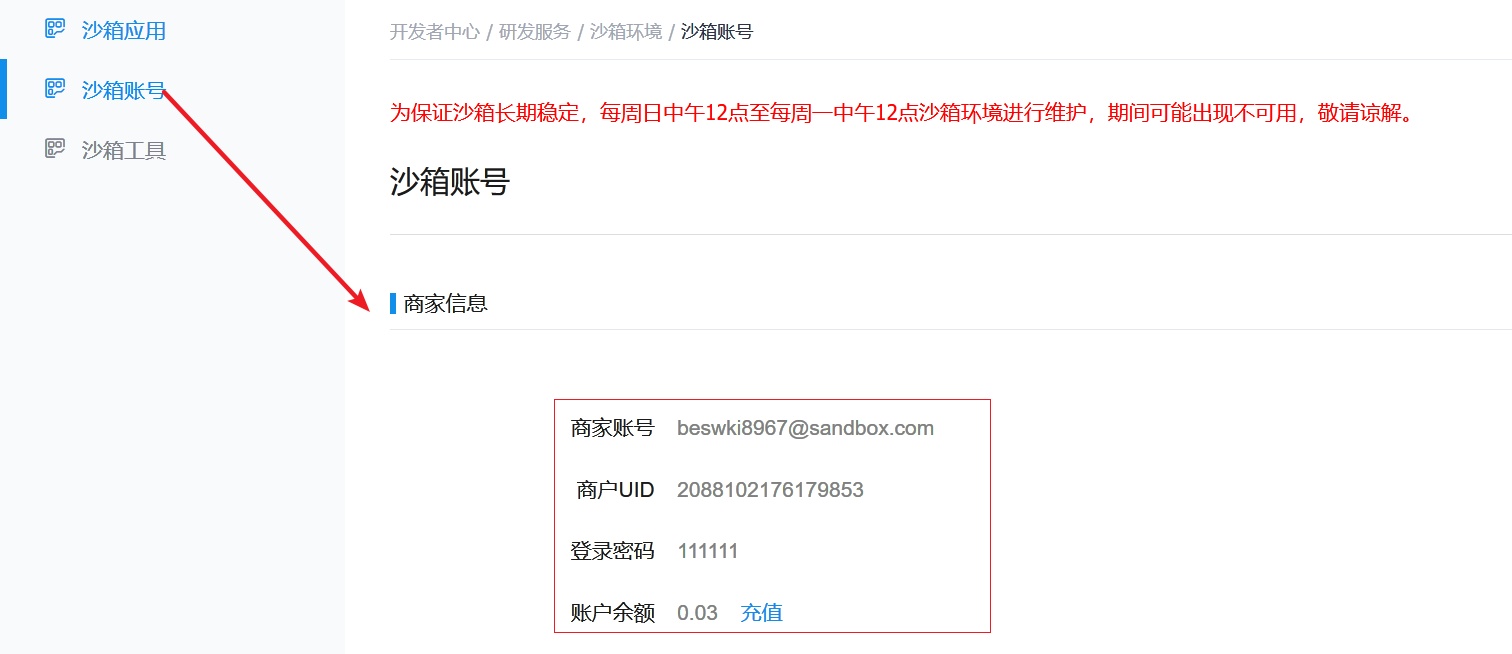 沙箱应用
沙箱账号
沙箱工具
开发者中心 / 研发服务 / 沙箱环境 / 沙箱账号
为保证沙箱长期稳定，每周日中午12点至每周一中午12点沙箱环境进行维护，期间可能出现不可用，敬请谅解。
沙箱账号
商家信息
商家账号 beswki8967@sandbox.com
商户UID 2088102176179853
登录密码 111111
账户余额 0.03 充值